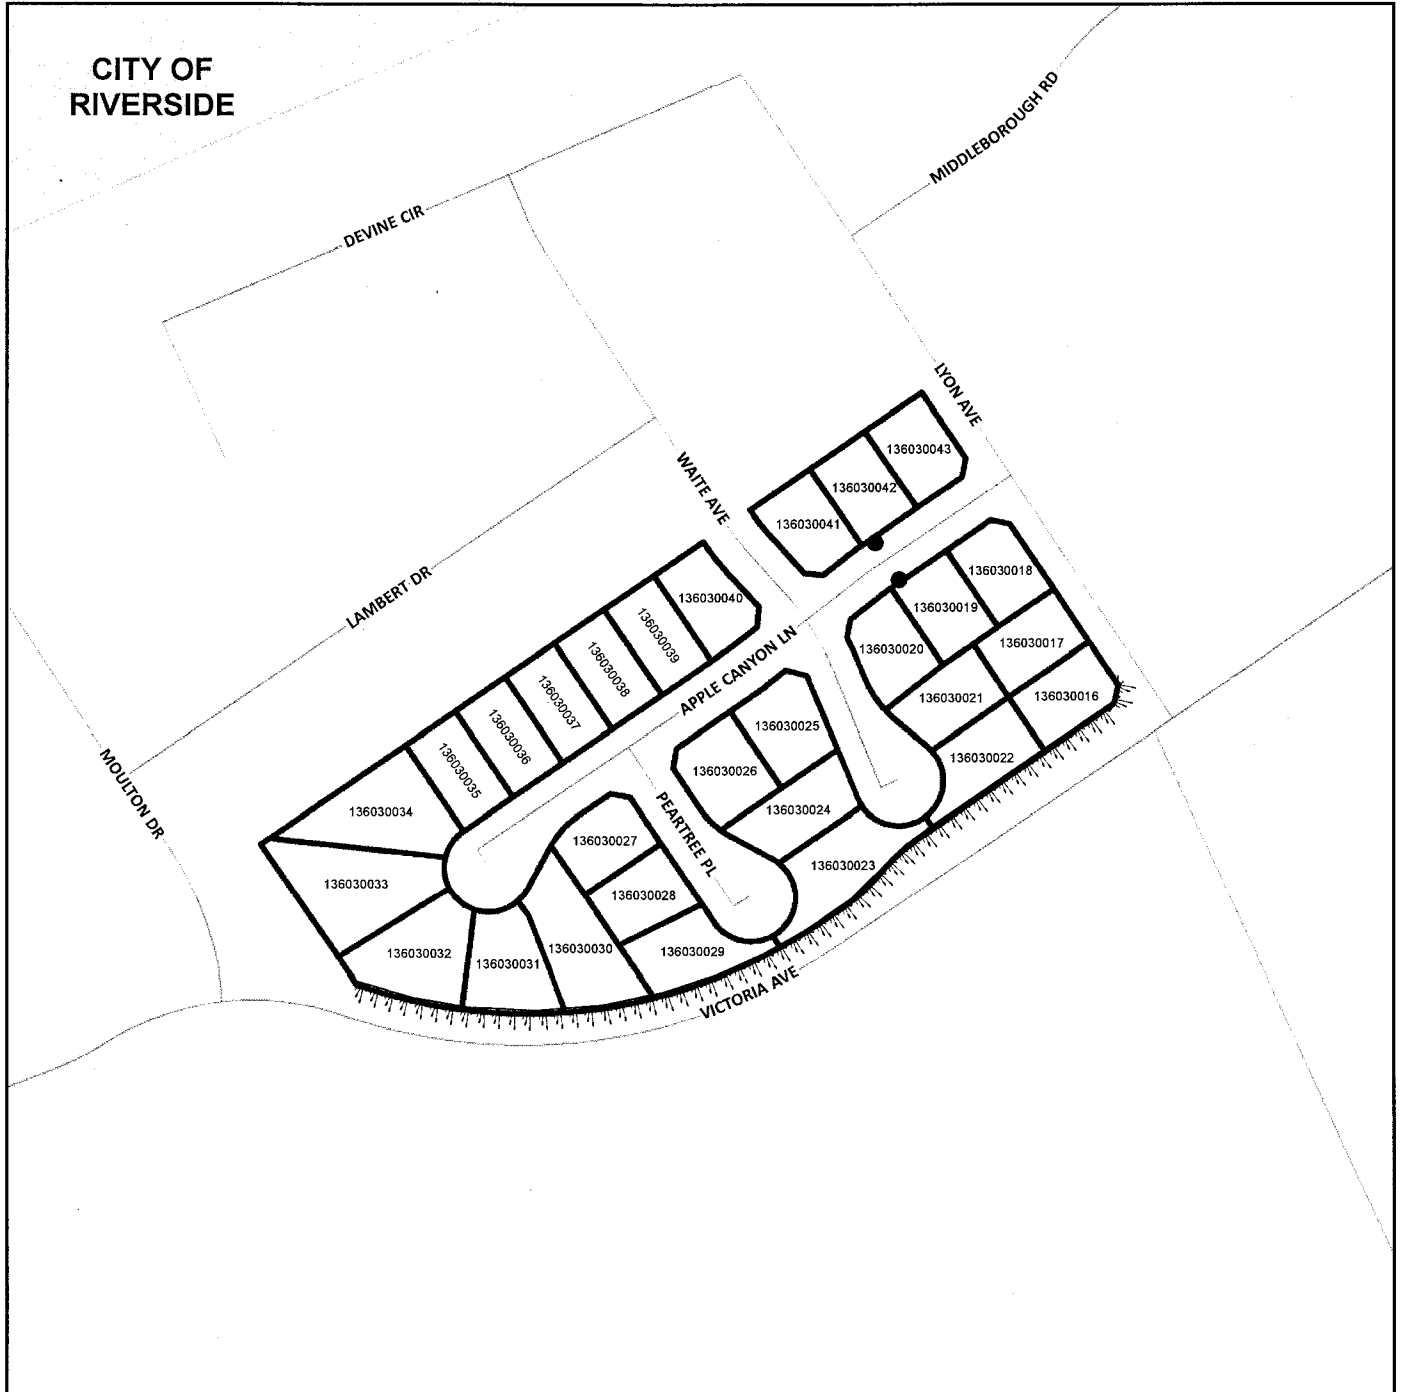 CITY OF
RIVERSIDE
MIDDLEBOROUGH RD
DEVINE CIR
LYON AVE
WAITE AVE
136030043
136030042
136030041
LAMBERT DR
136030018
136030040
136030019
136030039
APPLE CANYON LN
136030020
136030017
136030038
136030021
136030016
136030037
136030025
136030036
136030022
136030026
136030035
MOULTON DR
136030034
136030024
PEARTREE PL
136030027
136030023
136030033
136030028
136030032
136030030
136030029
136030031
VICTORIA AVE